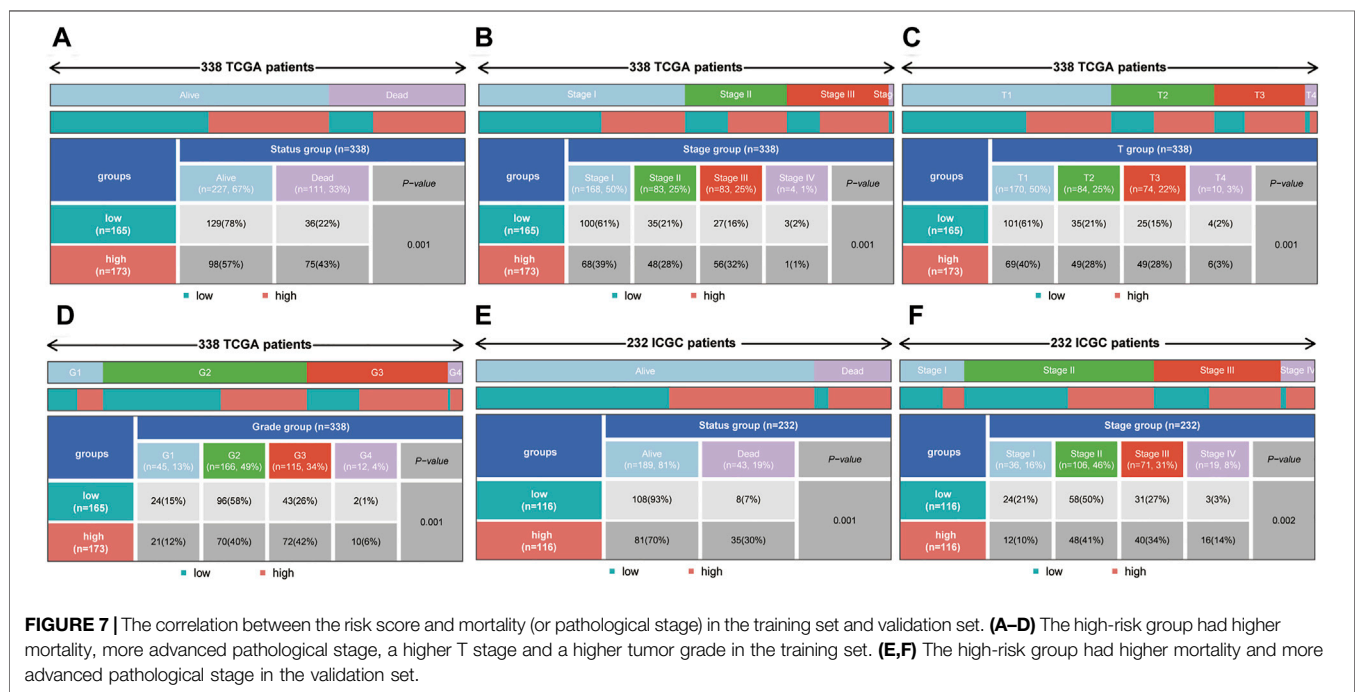 A
338 TCGA patients
Alive Dead
groups
Status group (n=338)
Alive (n=227, 67%)
Dead (n=111, 33%)
P-value
low (n=165)
129(78%) 36(22%)
0.001
high (n=173)
98(57%) 75(43%)
low high
B
338 TCGA patients
Stage I Stage II Stage III Stag
groups
Stage group (n=338)
Stage I (n=168, 50%)
Stage II (n=83, 25%)
Stage III (n=83, 25%)
Stage IV (n=4, 1%)
P-value
low (n=165)
100(61%) 35(21%) 27(16%) 3(2%)
0.001
high (n=173)
68(39%) 48(28%) 56(32%) 1(1%)
low high
C
338 TCGA patients
T1 T2 T3 T4
groups
T group (n=338)
T1 (n=170, 50%)
T2 (n=84, 25%)
T3 (n=74, 22%)
T4 (n=10, 3%)
P-value
low (n=165)
101(61%) 35(21%) 25(15%) 4(2%)
0.001
high (n=173)
69(40%) 49(28%) 49(28%) 6(3%)
low high
D
338 TCGA patients
G1 G2 G3 G4
groups
Grade group (n=338)
G1 (n=45, 13%)
G2 (n=166, 49%)
G3 (n=115, 34%)
G4 (n=12, 4%)
P-value
low (n=165)
24(15%) 96(58%) 43(26%) 2(1%)
0.001
high (n=173)
21(12%) 70(40%) 72(42%) 10(6%)
low high
E
232 ICGC patients
Alive Dead
groups
Status group (n=232)
Alive (n=189, 81%)
Dead (n=43, 19%)
P-value
low (n=116)
108(93%) 8(7%)
0.001
high (n=116)
81(70%) 35(30%)
low high
F
232 ICGC patients
Stage I Stage II Stage III Stage IV
groups
Stage group (n=232)
Stage I (n=36, 16%)
Stage II (n=106, 46%)
Stage III (n=71, 31%)
Stage IV (n=19, 8%)
P-value
low (n=116)
24(21%) 58(50%) 31(27%) 3(3%)
0.002
high (n=116)
12(10%) 48(41%) 40(34%) 16(14%)
low high
FIGURE 7 | The correlation between the risk score and mortality (or pathological stage) in the training set and validation set. (A–D) The high-risk group had higher
mortality, more advanced pathological stage, a higher T stage and a higher tumor grade in the training set. (E,F) The high-risk group had higher mortality and more
advanced pathological stage in the validation set.